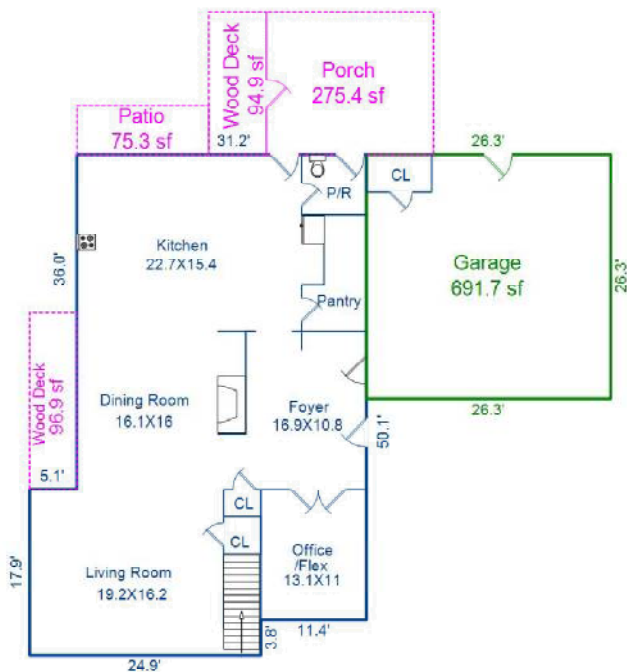 Wood Deck
94.9 sf
Porch
275.4 sf
Patio
75.3 sf
31.2'
26.3'
P/R
CL
Kitchen
22.7X15.4
36.0'
Garage
691.7 sf
26.3'
Pantry
Wood Deck
96.9 sf
Dining Room
16.1X16
Foyer
16.9X10.8
26.3'
50.1'
5.1'
CL
CL
Office
/Flex
13.1X11
17.9'
Living Room
19.2X16.2
3.8'
11.4'
24.9'